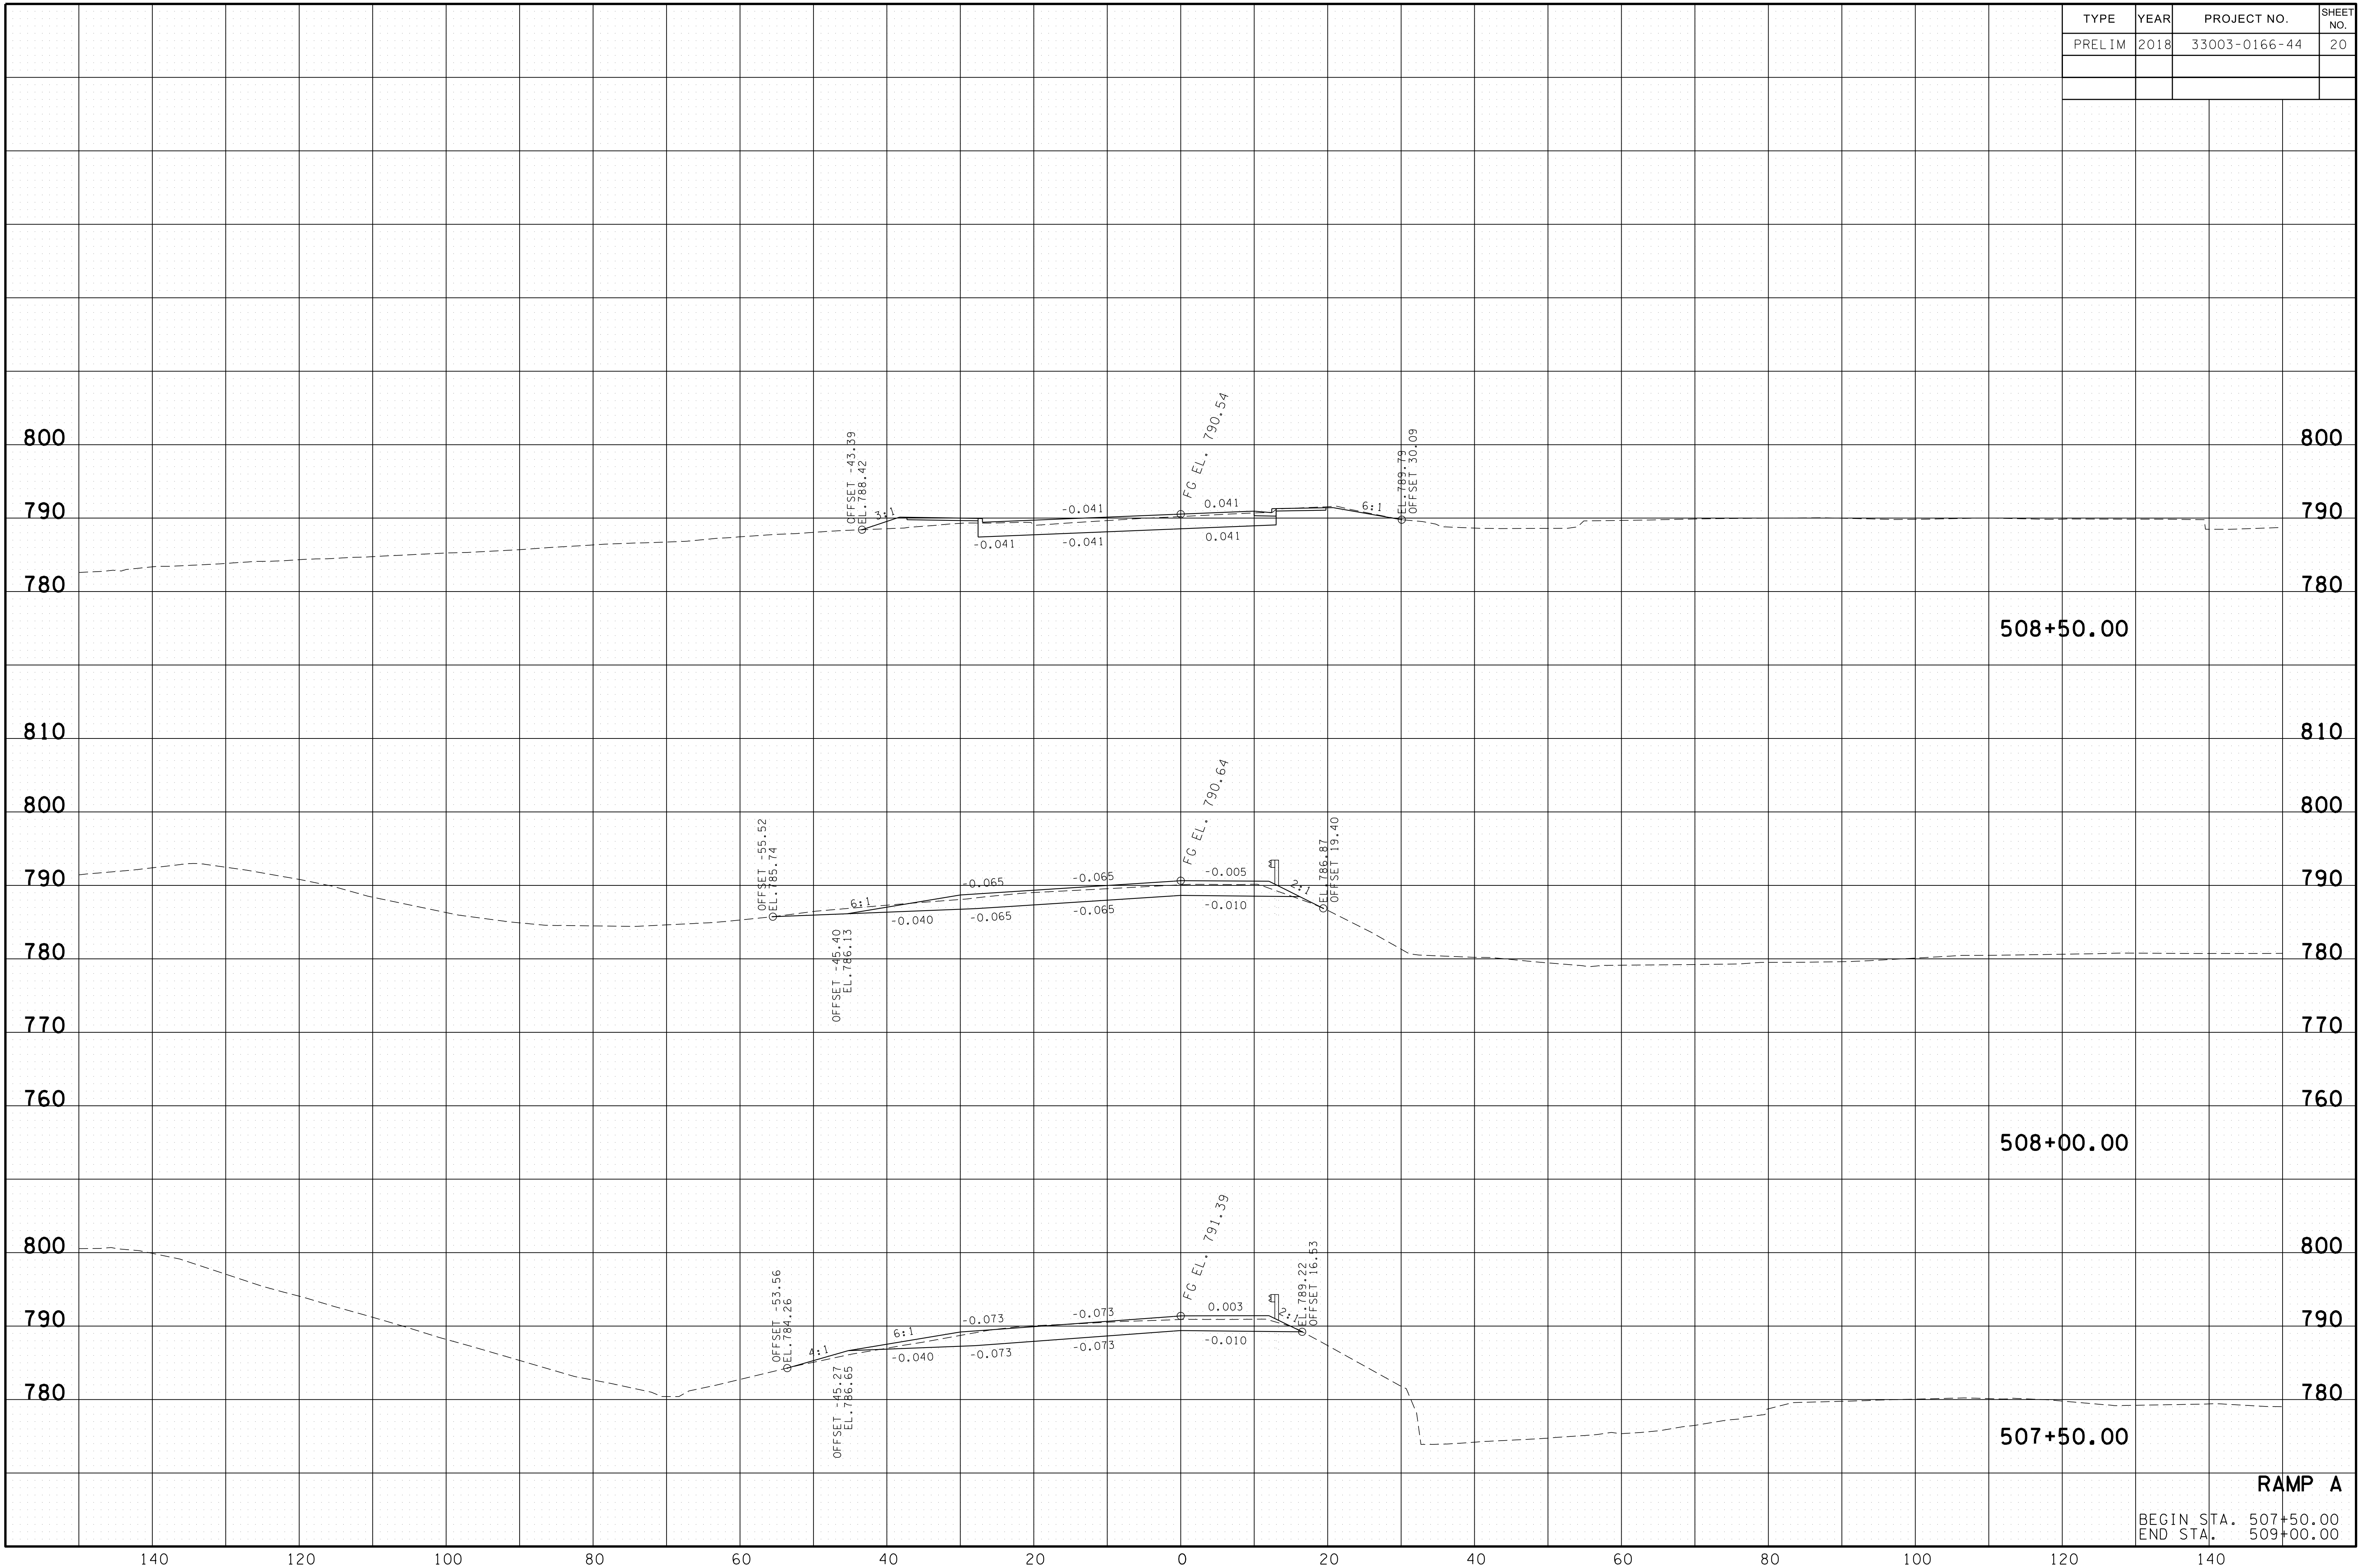 TYPE YEAR PROJECT NO. SHEET NO.
PRELIM 2018 33003-0166-44 20
OFFSET -43.39
EL.788.42
FG EL. 790.54
EL.789.79
OFFSET 30.09
800 800
3:1 -0.041 0.041 6:1
790 790
-0.041 -0.041 0.041
780 780
508+50.00
810 810
800 800
OFFSET -55.52
EL.785.74
FG EL. 790.64
EL.786.87
OFFSET 19.40
790 790
6:1 -0.065 -0.065 -0.005 2:1
-0.040 -0.065 -0.065 -0.010
OFFSET -45.40
EL.786.13
780 780
770 770
760 760
508+00.00
800 800
OFFSET -53.56
EL.784.26
FG EL. 791.39
EL.789.22
OFFSET 16.53
790 790
4:1 6:1 -0.073 -0.073 0.003 2:1
-0.040 -0.073 -0.073 -0.010
OFFSET -45.27
EL.786.65
780 780
507+50.00
RAMP A
BEGIN STA. 507+50.00
END STA. 509+00.00
140 120 100 80 60 40 20 0 20 40 60 80 100 120 140